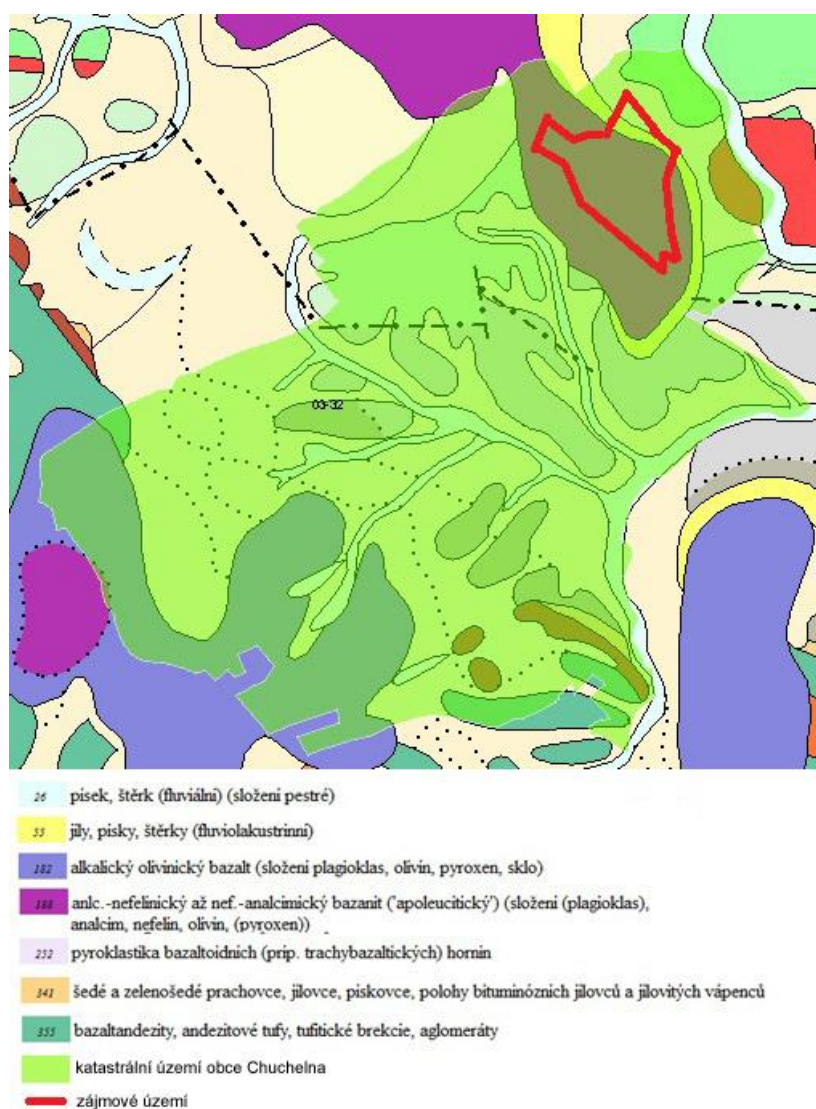 03-32
26 písek, štěrk (fluviální) (složení pestré)
55 jíly, písky, štěrky (fluviolakustrinní)
182 alkalický olivinický bazalt (složení plagioklas, olivín, pyroxen, sklo)
188 anlc.-nefelinický až nef.-analcimický bazanit ('apoleucitický') (složení (plagioklas),
analcim, nefelin, olivín, (pyroxen))
252 pyroklastika bazaltoidních (příp. trachybazaltických) hornin
341 šedé a zelenošedé prachovce, jílovce, pískovce, polohy bituminózních jílovců a jílovitých vápenců
355 bazaltandezity, andezitové tufy, tufitické brekcie, aglomeráty
katastrální území obce Chuchelna
zájmové území